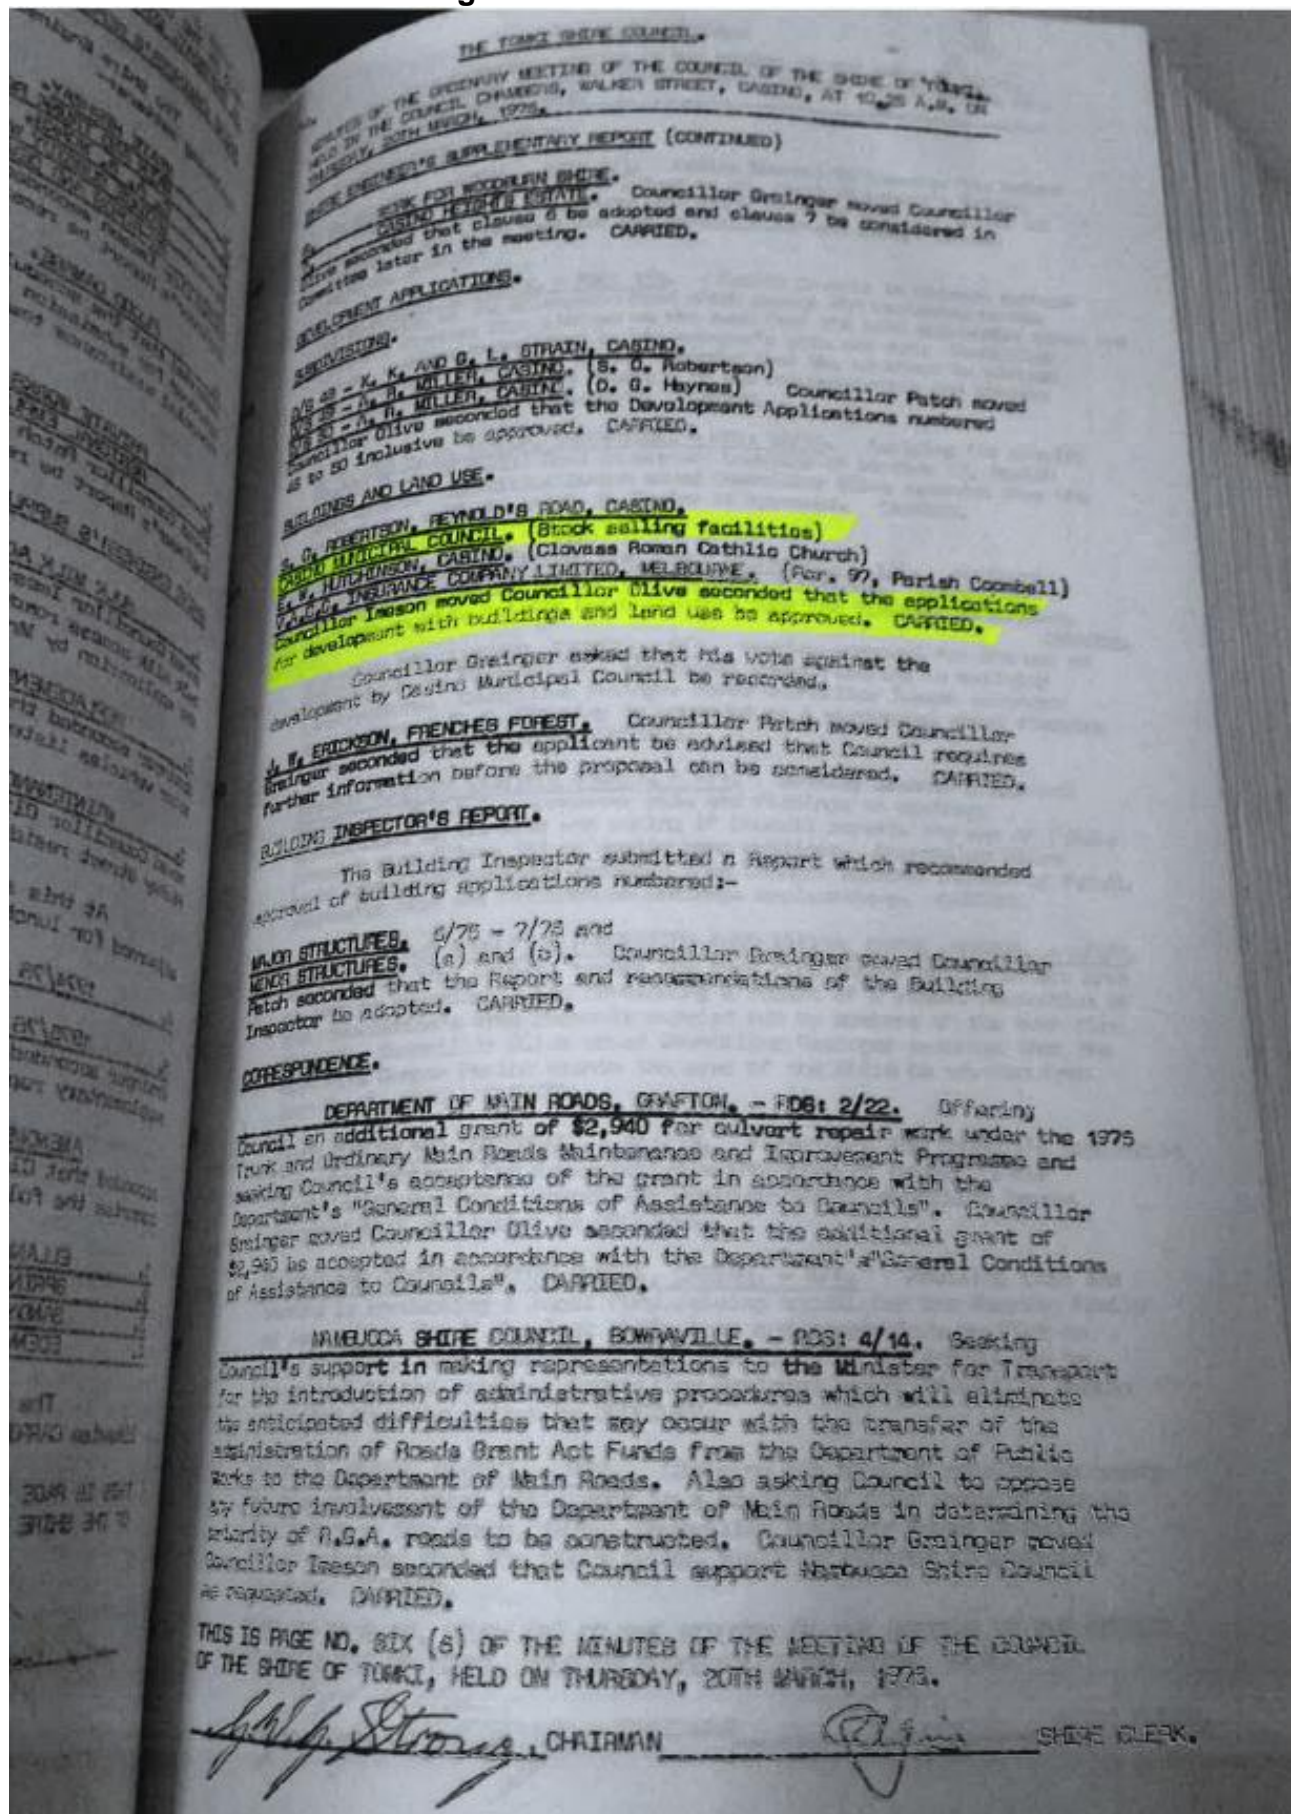 THE TOMKI SHIRE COUNCIL.
MINUTES OF THE ORDINARY MEETING OF THE COUNCIL OF THE SHIRE OF TOMKI,
HELD IN THE COUNCIL CHAMBERS, WALKER STREET, CASINO, AT 10.25 A.M. ON
THURSDAY, 20TH MARCH, 1975.
SHIRE ENGINEER'S SUPPLEMENTARY REPORT (CONTINUED)
WORK FOR WOODBURN SHIRE.
CASINO HEIGHTS ESTATE. Councillor Grainger moved Councillor
Olive seconded that clause 6 be adopted and clause 7 be considered in
Committee later in the meeting. CARRIED.
DEVELOPMENT APPLICATIONS.
SUBDIVISIONS.
K. K. AND G. L. STRAIN, CASINO.
A. R. MILLER, CASINO. (S. G. Robertson)
A. R. MILLER, CASINO. (D. G. Haynes) Councillor Patch moved
Councillor Olive seconded that the Development Applications numbered
48 to 50 inclusive be approved. CARRIED.
BUILDINGS AND LAND USE.
ROBERTSON, REYNOLD'S ROAD, CASINO.
CASINO MUNICIPAL COUNCIL. (Stock selling facilities)
E. W. HUTCHINSON, CASINO. (Clovass Roman Cathlic Church)
INSURANCE COMPANY LIMITED, MELBOURNE. (Por. 97, Parish Coombell)
Councillor Imeson moved Councillor Olive seconded that the applications
for development with buildings and land use be approved. CARRIED.
Councillor Grainger asked that his vote against the
development by Casino Municipal Council be recorded.
J. W. ERICKSON, FRENCHES FOREST. Councillor Patch moved Councillor
Grainger seconded that the applicant be advised that Council requires
further information before the proposal can be considered. CARRIED.
BUILDING INSPECTOR'S REPORT.
The Building Inspector submitted a Report which recommended
approval of building applications numbered:-
MAJOR STRUCTURES. 6/75 - 7/75 and
MINOR STRUCTURES. (a) and (b). Councillor Grainger moved Councillor
Patch seconded that the Report and recommendations of the Building
Inspector be adopted. CARRIED.
CORRESPONDENCE.
DEPARTMENT OF MAIN ROADS, GRAFTON. - RDS: 2/22. Offering
Council an additional grant of $2,940 for culvert repair work under the 1975
Trunk and Ordinary Main Roads Maintenance and Improvement Programme and
seeking Council's acceptance of the grant in accordance with the
Department's "General Conditions of Assistance to Councils". Councillor
Grainger moved Councillor Olive seconded that the additional grant of
$2,940 be accepted in accordance with the Department's"General Conditions
of Assistance to Councils". CARRIED.
NAMBUCCA SHIRE COUNCIL, BOWRAVILLE. - RDS: 4/14. Seeking
Council's support in making representations to the Minister for Transport
for the introduction of administrative procedures which will eliminate
the anticipated difficulties that may occur with the transfer of the
administration of Roads Grant Act Funds from the Department of Public
Works to the Department of Main Roads. Also asking Council to oppose
any future involvement of the Department of Main Roads in determining the
priority of R.G.A. roads to be constructed. Councillor Grainger moved
Councillor Imeson seconded that Council support Nambucca Shire Council
as requested. CARRIED.
THIS IS PAGE NO. SIX (6) OF THE MINUTES OF THE MEETING OF THE COUNCIL
OF THE SHIRE OF TOMKI, HELD ON THURSDAY, 20TH MARCH, 1975.
CHAIRMAN SHIRE CLERK.